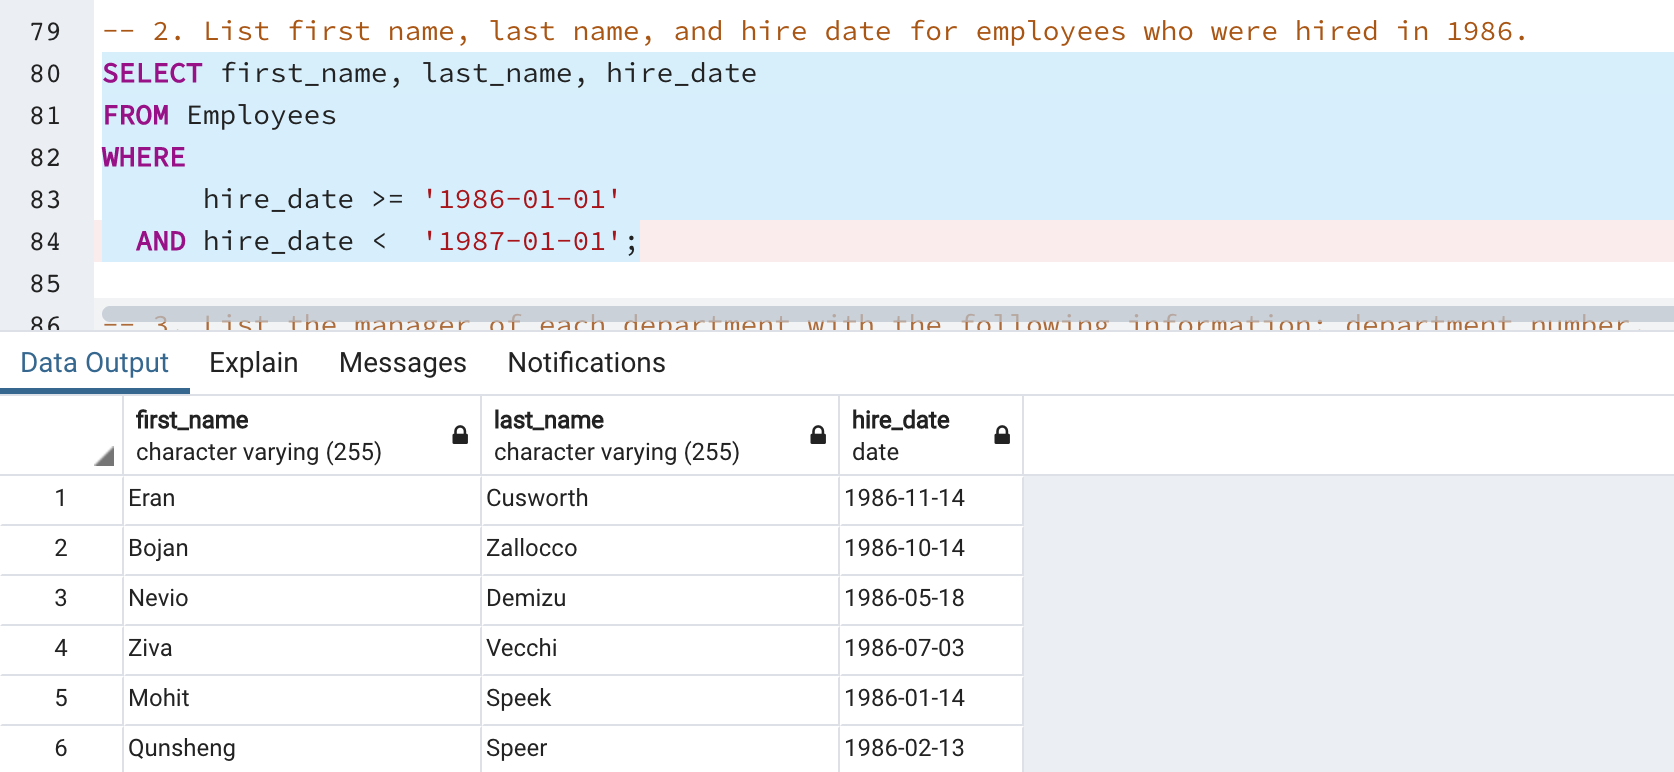 79 -- 2. List first name, last name, and hire date for employees who were hired in 1986.
80 SELECT first_name, last_name, hire_date
81 FROM Employees
82 WHERE
83 hire_date >= '1986-01-01'
84 AND hire_date < '1987-01-01';
85
86 -- 3. List the manager of each department with the following information: department number,
Data Output Explain Messages Notifications
first_name last_name hire_date
character varying (255) character varying (255) date
1 Eran Cusworth 1986-11-14
2 Bojan Zallocco 1986-10-14
3 Nevio Demizu 1986-05-18
4 Ziva Vecchi 1986-07-03
5 Mohit Speek 1986-01-14
6 Qunsheng Speer 1986-02-13